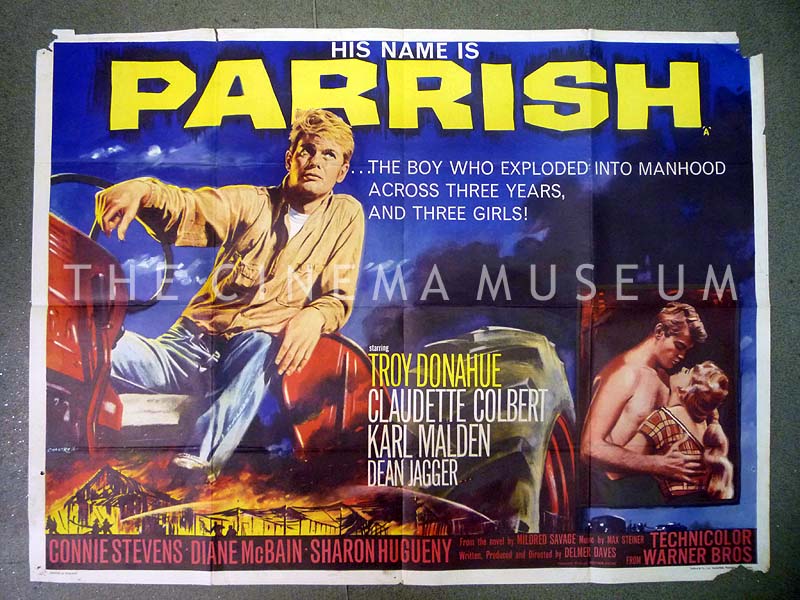 HIS NAME IS
PARRISH
"A"
...THE BOY WHO EXPLODED INTO MANHOOD
ACROSS THREE YEARS,
AND THREE GIRLS!
THE CINEMA MUSEUM
starring
TROY DONAHUE
CLAUDETTE COLBERT
KARL MALDEN
DEAN JAGGER
CONNIE STEVENS · DIANE McBAIN · SHARON HUGUENY
From the novel by MILDRED SAVAGE Music by MAX STEINER
Written, Produced and Directed by DELMER DAVES
TECHNICOLOR
FROM WARNER BROS